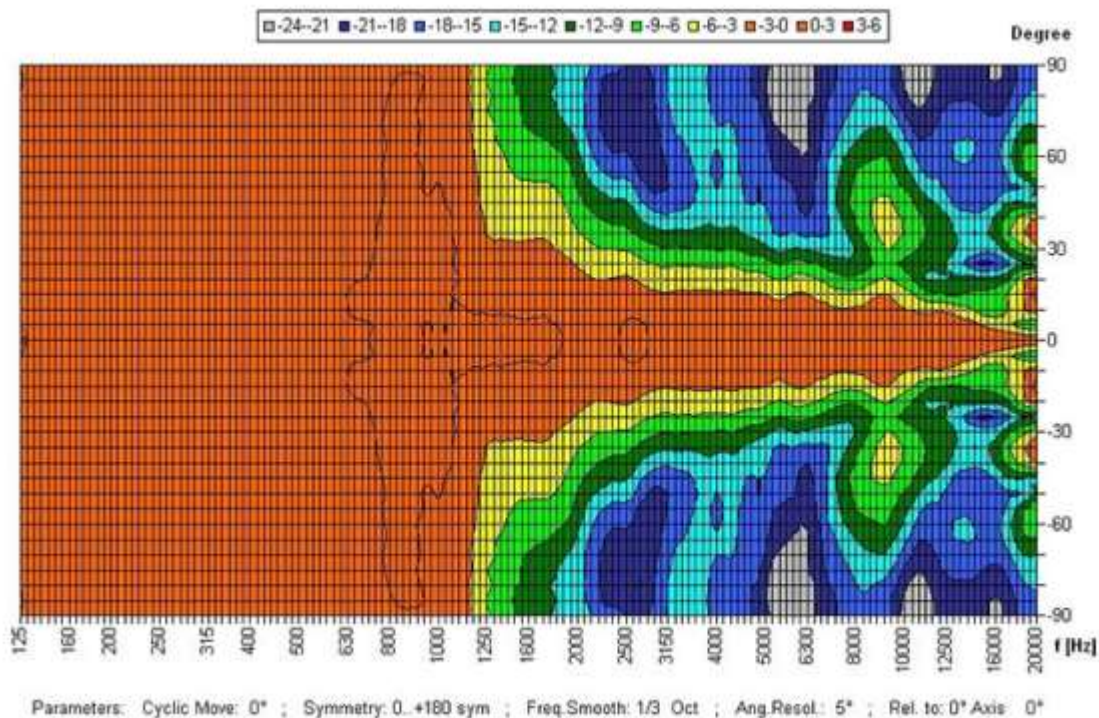 -24--21 -21--18 -18--15 -15--12 -12--9 -9--6 -6--3 -3-0 0-3 3-6
Degree
90
60
30
0
-30
-60
-90
125 160 200 250 315 400 500 630 800 1000 1250 1600 2000 2500 3150 4000 5000 6300 8000 10000 12500 16000 20000 f [Hz]
Parameters: Cyclic Move: 0° ; Symmetry: 0..+180 sym ; Freq.Smooth: 1/3 Oct ; Ang.Resol.: 5° ; Rel. to: 0° Axis 0°